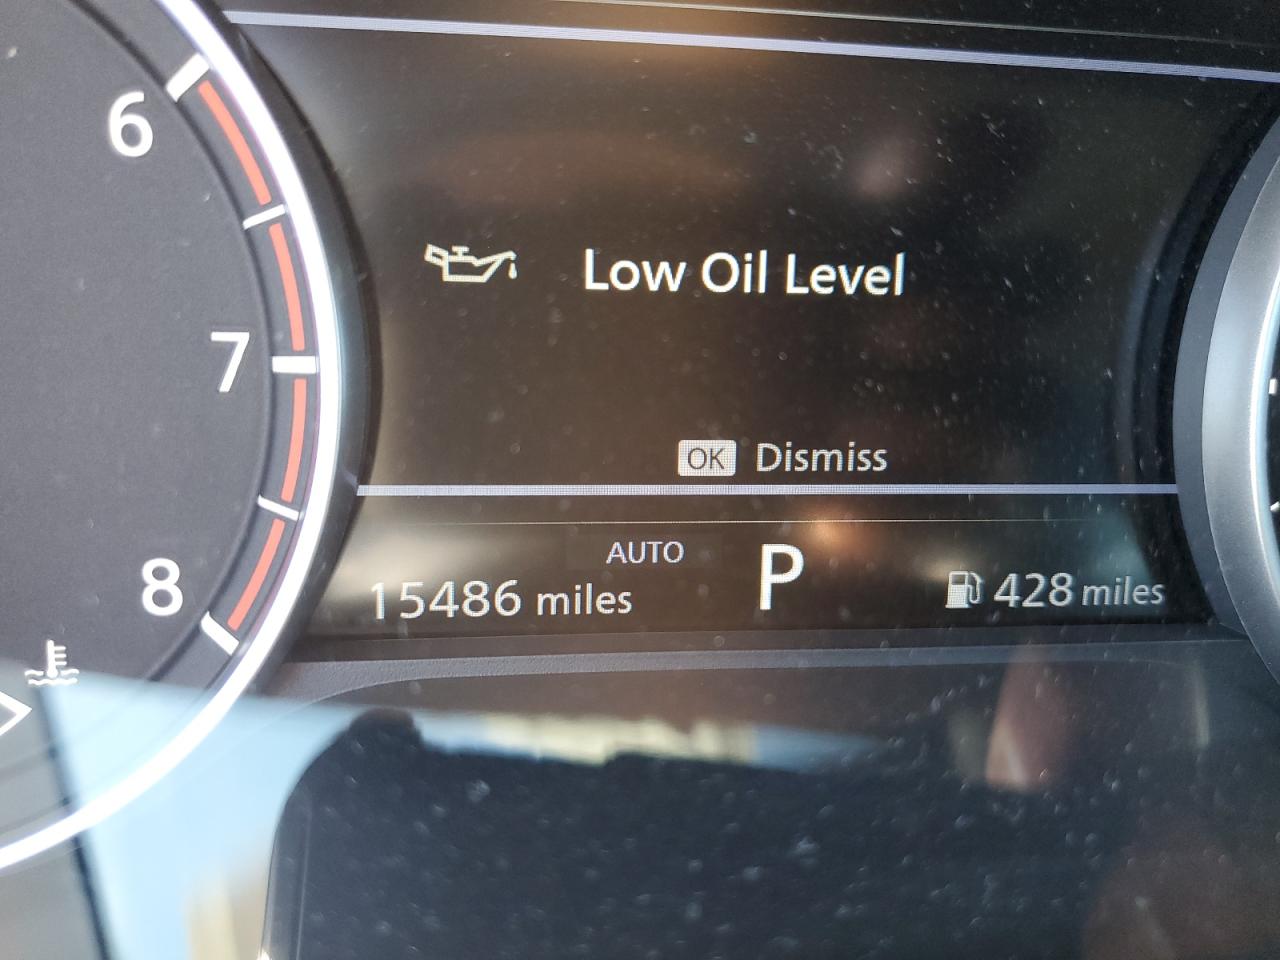 6
7
8
Low Oil Level
OK Dismiss
AUTO
P
15486 miles
428 miles